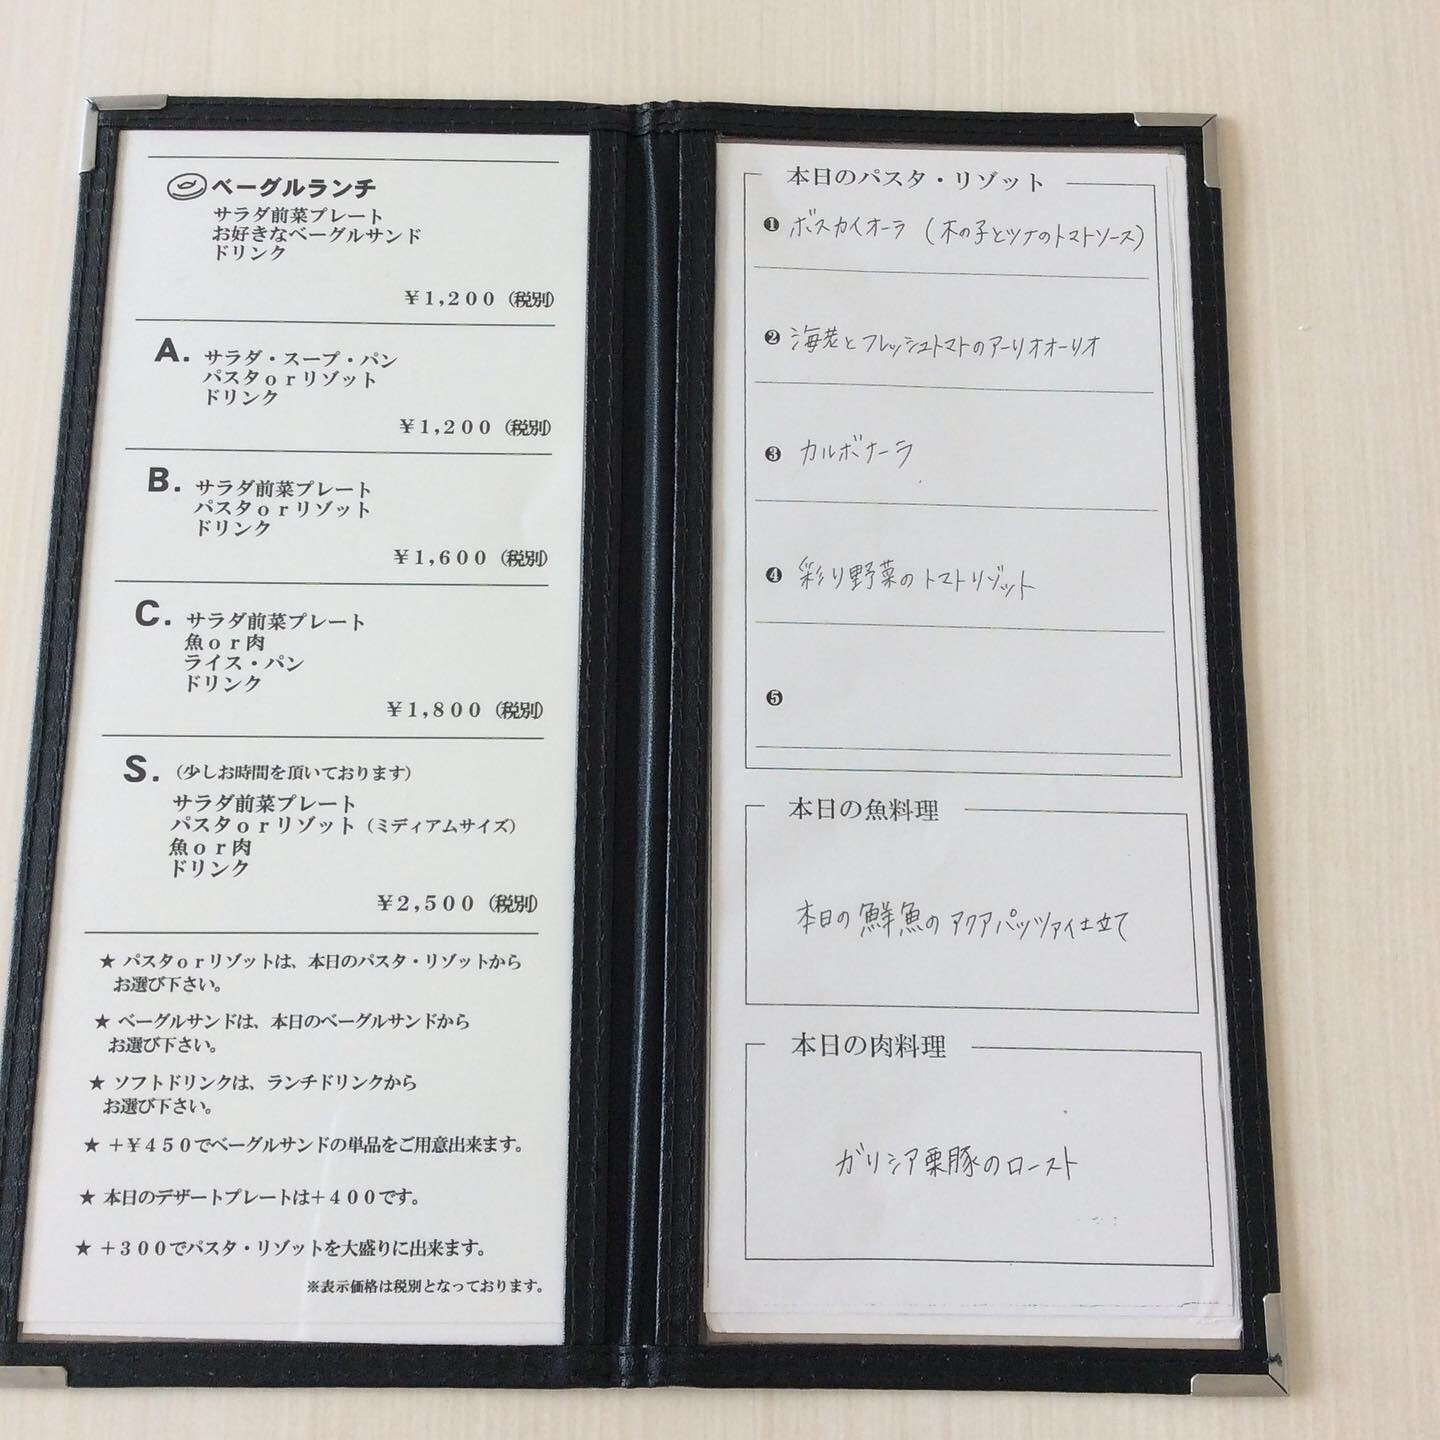 ベーグルランチ
サラダ前菜プレート
お好きなベーグルサンド
ドリンク
￥1,200（税別）
A. サラダ・スープ・パン
パスタorリゾット
ドリンク
￥1,200（税別）
B. サラダ前菜プレート
パスタorリゾット
ドリンク
￥1,600（税別）
C. サラダ前菜プレート
魚or肉
ライス・パン
ドリンク
￥1,800（税別）
S.（少しお時間を頂いております）
サラダ前菜プレート
パスタorリゾット（ミディアムサイズ）
魚or肉
ドリンク
￥2,500（税別）
★ パスタorリゾットは、本日のパスタ・リゾットから
お選び下さい。
★ ベーグルサンドは、本日のベーグルサンドから
お選び下さい。
★ ソフトドリンクは、ランチドリンクから
お選び下さい。
★ ＋￥450でベーグルサンドの単品をご用意出来ます。
★ 本日のデザートプレートは＋400です。
★ ＋300でパスタ・リゾットを大盛りに出来ます。
※表示価格は税別となっております。
本日のパスタ・リゾット
❶ ボスカイオーラ（木の子とツナのトマトソース）
❷ 海老とフレッシュトマトのアーリオオーリオ
❸ カルボナーラ
❹ 彩り野菜のトマトリゾット
❺
本日の魚料理
本日の鮮魚のアクアパッツァ仕立て
本日の肉料理
ガリシア栗豚のロースト